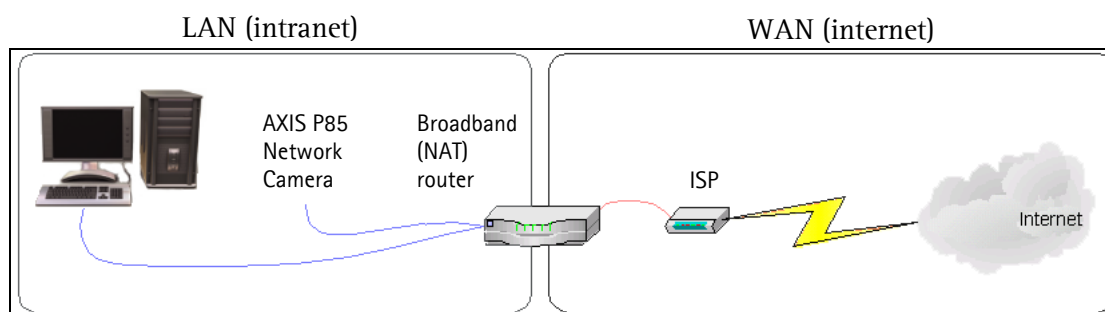 LAN (intranet)
WAN (internet)
AXIS P85
Network
Camera
Broadband
(NAT)
router
ISP
Internet